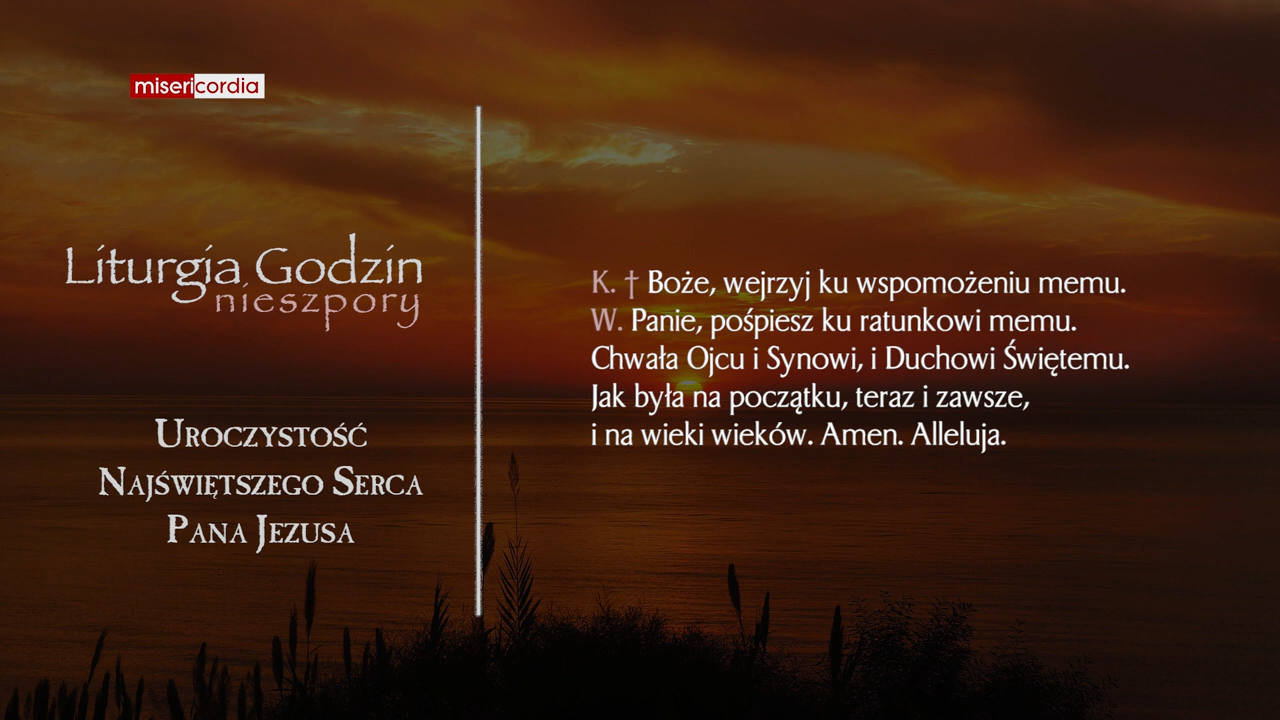 misericordia
Liturgia Godzin
nieszpory
Uroczystość
Najświętszego Serca
Pana Jezusa
K. † Boże, wejrzyj ku wspomożeniu memu.
W. Panie, pośpiesz ku ratunkowi memu.
Chwała Ojcu i Synowi, i Duchowi Świętemu.
Jak była na początku, teraz i zawsze,
i na wieki wieków. Amen. Alleluja.